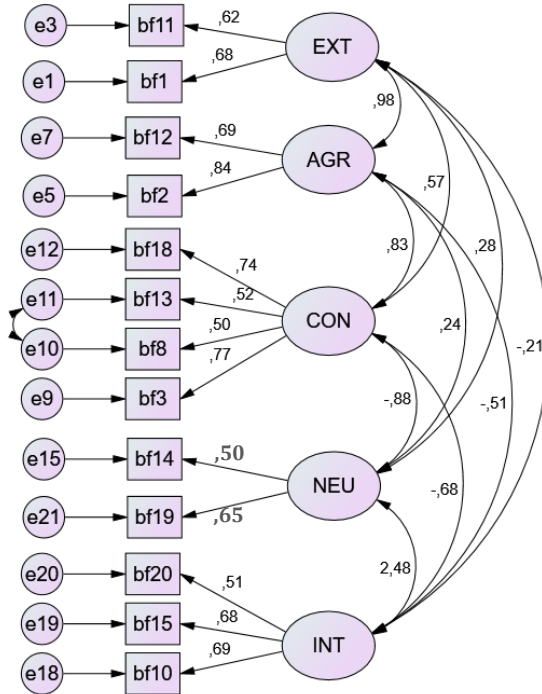 e3 bf11 ,62 EXT
e1 bf1 ,68
,98
e7 bf12 ,69 AGR
e5 bf2 ,84
,57
e12 bf18 ,74
,83 ,28
e11 bf13 ,52 CON
e10 bf8 ,50
,24 -,21
e9 bf3 ,77
-,88 -,51
e15 bf14 ,50 NEU
e21 bf19 ,65
-,68
e20 bf20 ,51
2,48
e19 bf15 ,68 INT
e18 bf10 ,69